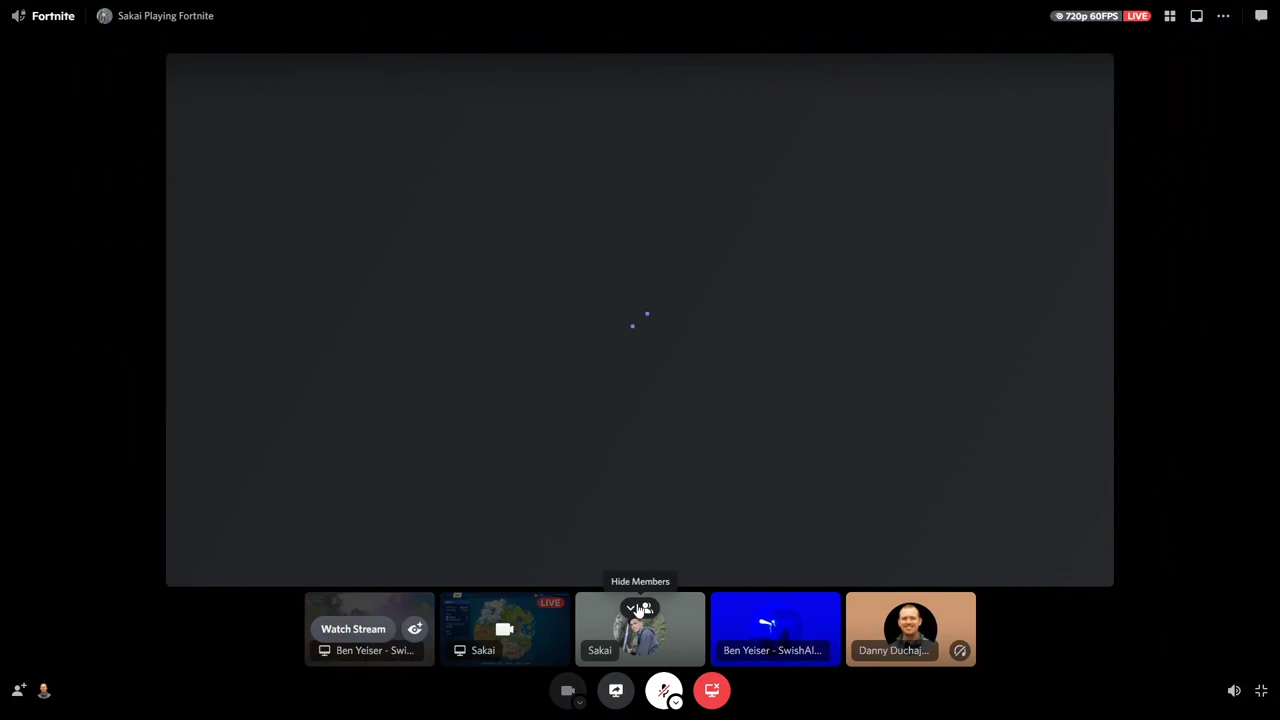 Fortnite
Sakai Playing Fortnite
720p 60FPS LIVE
Hide Members
LIVE
Watch Stream
Ben Yeiser - Swi...
Sakai
Sakai
Ben Yeiser - SwishAI...
Danny Duchaj...